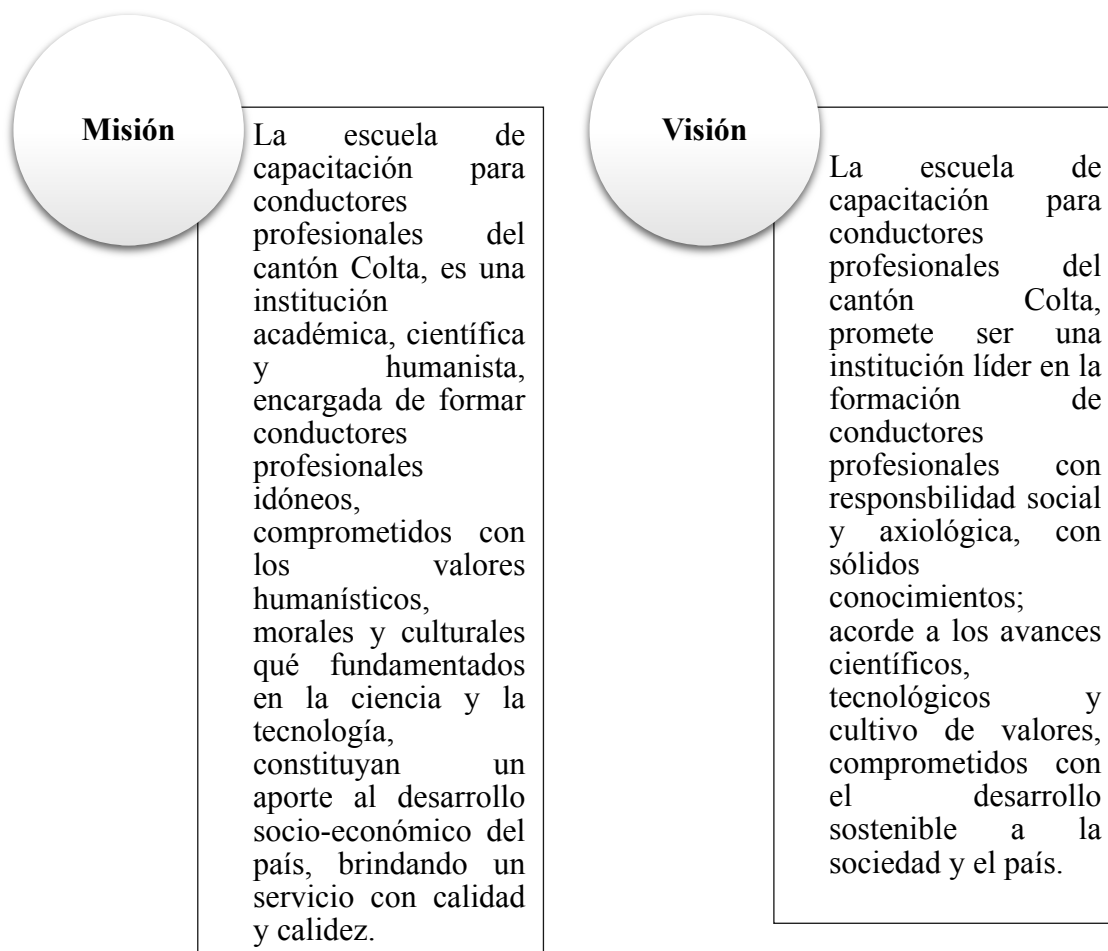 Misión
La escuela de
capacitación para
conductores
profesionales del
cantón Colta, es una
institución
académica, científica
y humanista,
encargada de formar
conductores
profesionales
idóneos,
comprometidos con
los valores
humanísticos,
morales y culturales
qué fundamentados
en la ciencia y la
tecnología,
constituyan un
aporte al desarrollo
socio-económico del
país, brindando un
servicio con calidad
y calidez.
Visión
La escuela de
capacitación para
conductores
profesionales del
cantón Colta,
promete ser una
institución líder en la
formación de
conductores
profesionales con
responsbilidad social
y axiológica, con
sólidos
conocimientos;
acorde a los avances
científicos,
tecnológicos y
cultivo de valores,
comprometidos con
el desarrollo
sostenible a la
sociedad y el país.